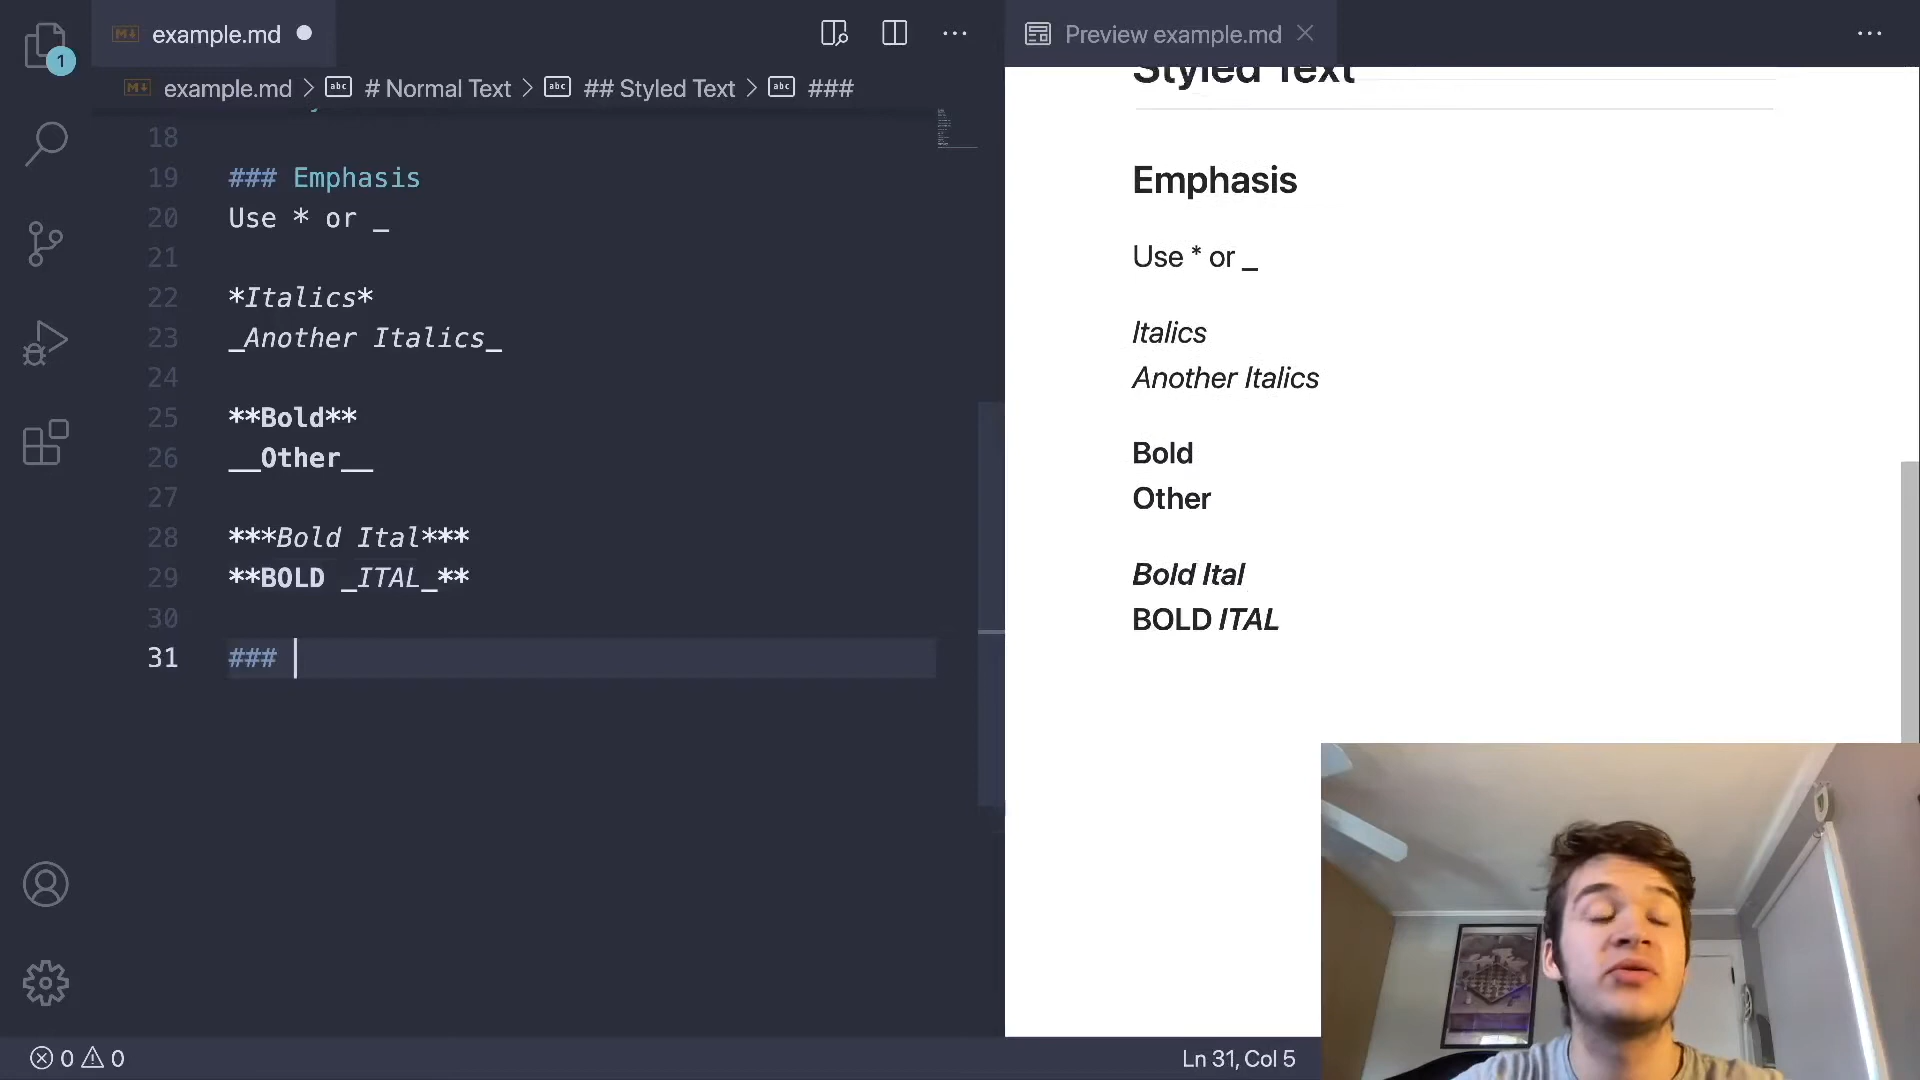 example.md
Preview example.md
1
example.md > # Normal Text > ## Styled Text > ###
18
19 ### Emphasis
20 Use * or _
21
22 *Italics*
23 _Another Italics_
24
25 **Bold**
26 __Other__
27
28 ***Bold Ital***
29 **BOLD _ITAL_**
30
31 ###
Styled Text
Emphasis
Use * or _
Italics
Another Italics
Bold
Other
Bold Ital
BOLD ITAL
0 0
Ln 31, Col 5